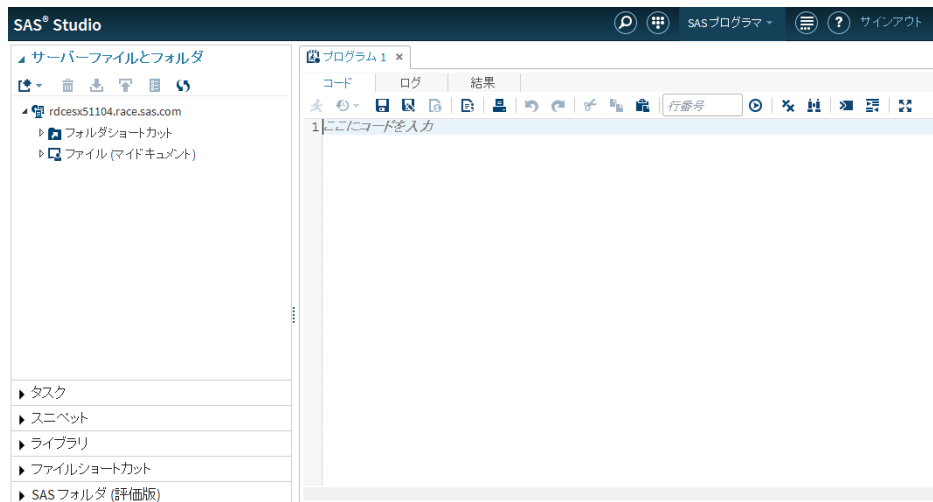 SAS® Studio
SASプログラマ
サインアウト
サーバーファイルとフォルダ
rdcesx51104.race.sas.com
フォルダショートカット
ファイル (マイドキュメント)
タスク
スニペット
ライブラリ
ファイルショートカット
SAS フォルダ (評価版)
プログラム 1 ×
コード ログ 結果
行番号
1 ここにコードを入力